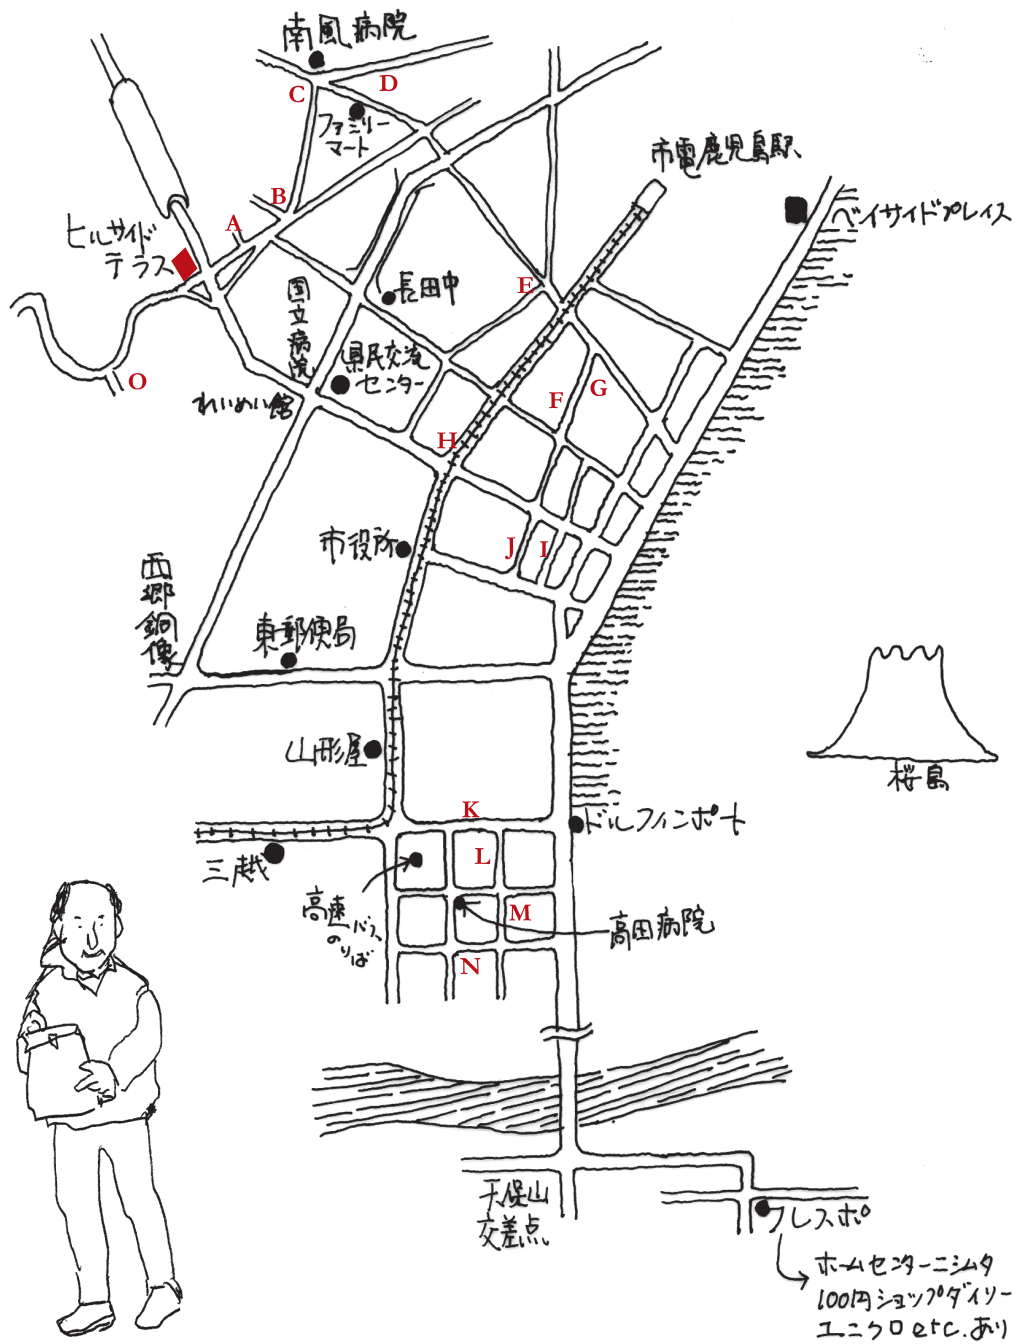 南風病院
C
D
ファミリー
マート
市電鹿児島駅
B
A
ヒルサイド
テラス
ベイサイドプレイス
E
長田中
国立病院
県民交流
センター
O
F
G
れいめい館
H
市役所
J
I
西郷銅像
東郵便局
山形屋
桜島
K
ドルフィンポート
L
三越
高速バス
のりば
M
高田病院
N
天保山
交差点
フレスポ
ホームセンターニシムタ
100円ショップダイソー
ユニクロetc.あり